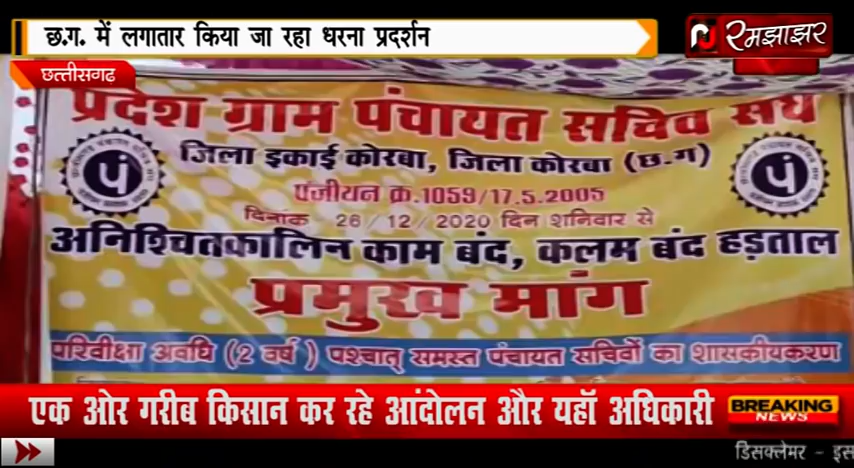 छ.ग. में लगातार किया जा रहा धरना प्रदर्शन
रमझाझर
छत्तीसगढ़
प्रदेश ग्राम पंचायत सचिव संघ
जिला इकाई कोरबा, जिला कोरबा (छ.ग)
पंजीयन क्र.1059/17.5.2005
दिनांक 26/12/2020 दिन शनिवार से
अनिश्चितकालिन काम बंद, कलम बंद हड़ताल
प्रमुख मांग
परिवीक्षा अवधि (2 वर्ष) पश्चात् समस्त पंचायत सचिवों का शासकीयकरण
एक ओर गरीब किसान कर रहे आंदोलन और यहॉ अधिकारी
BREAKING NEWS
डिसक्लेमर - इस